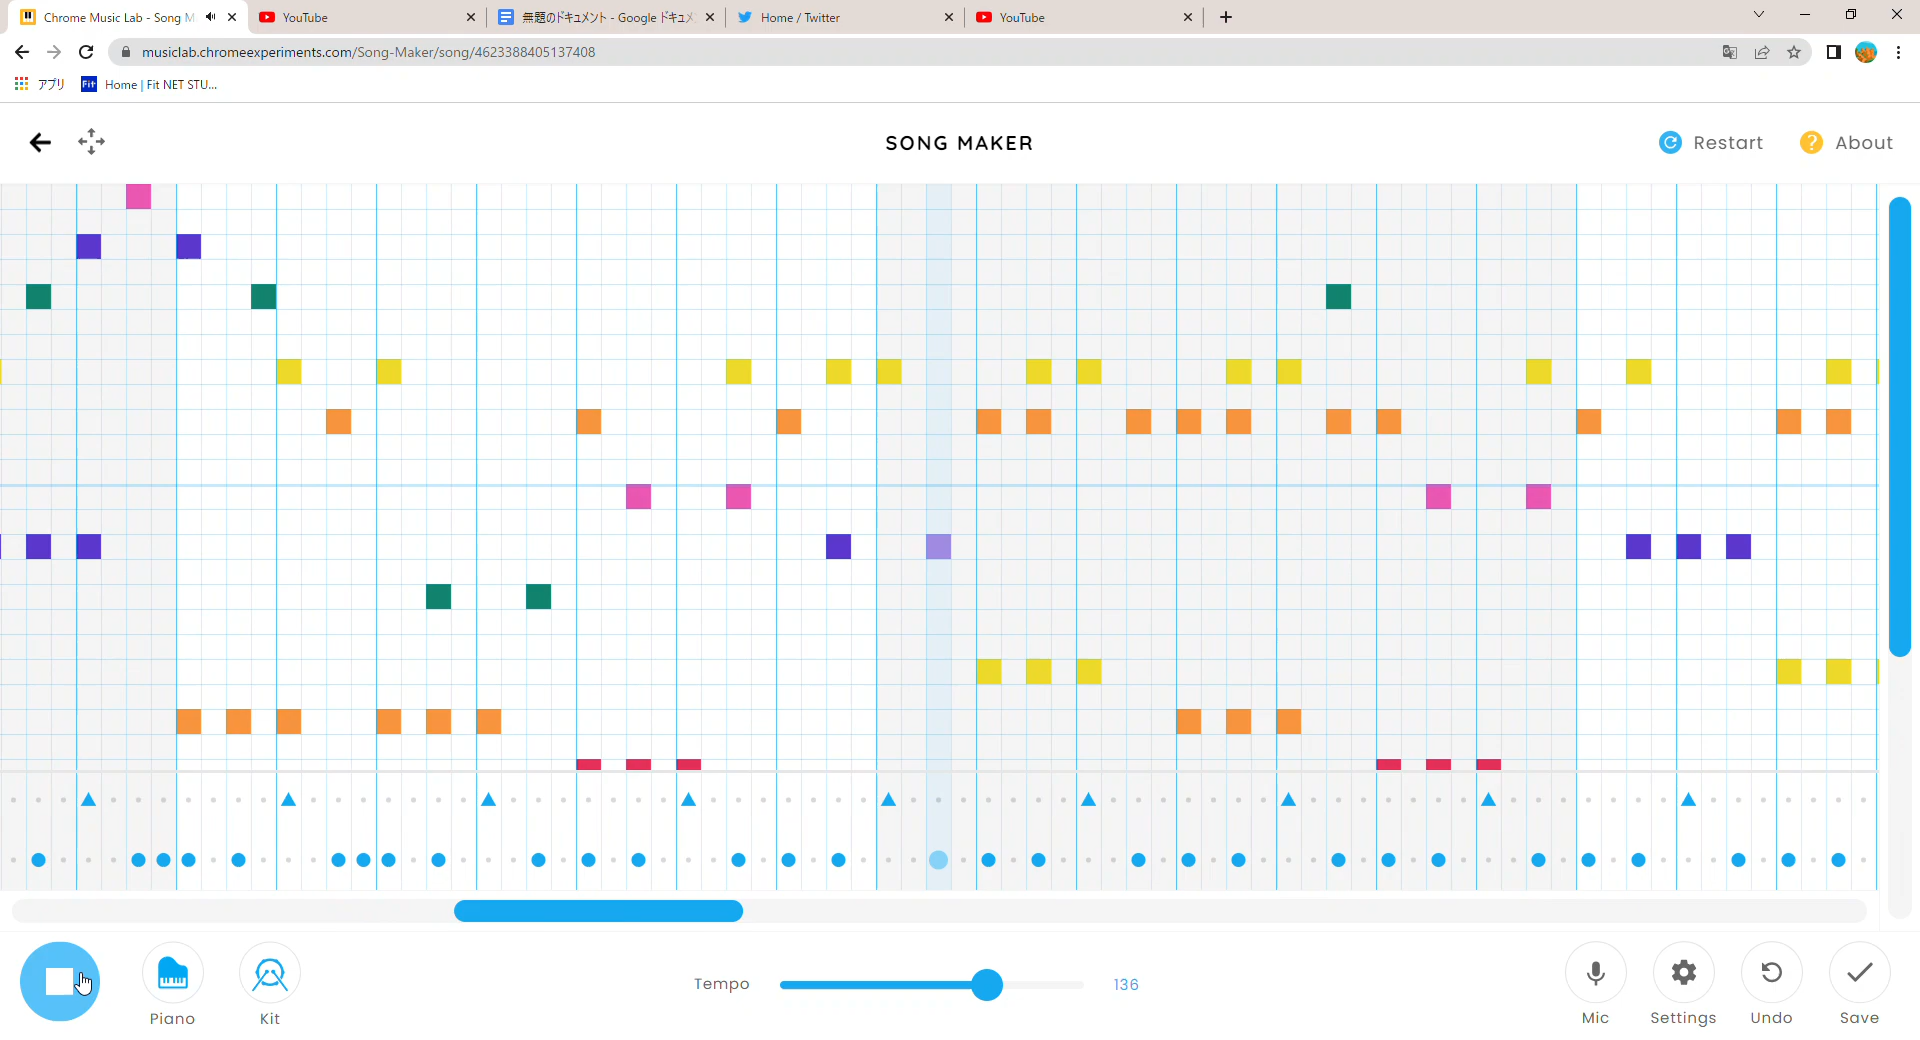 Chrome Music Lab - Song M
YouTube
無題のドキュメント - Google ドキュメ
Home / Twitter
YouTube
musiclab.chromeexperiments.com/Song-Maker/song/4623388405137408
アプリ
Fit
Home | Fit NET STU...
SONG MAKER
Restart
? About
Tempo
136
Piano
Kit
Mic
Settings
Undo
Save